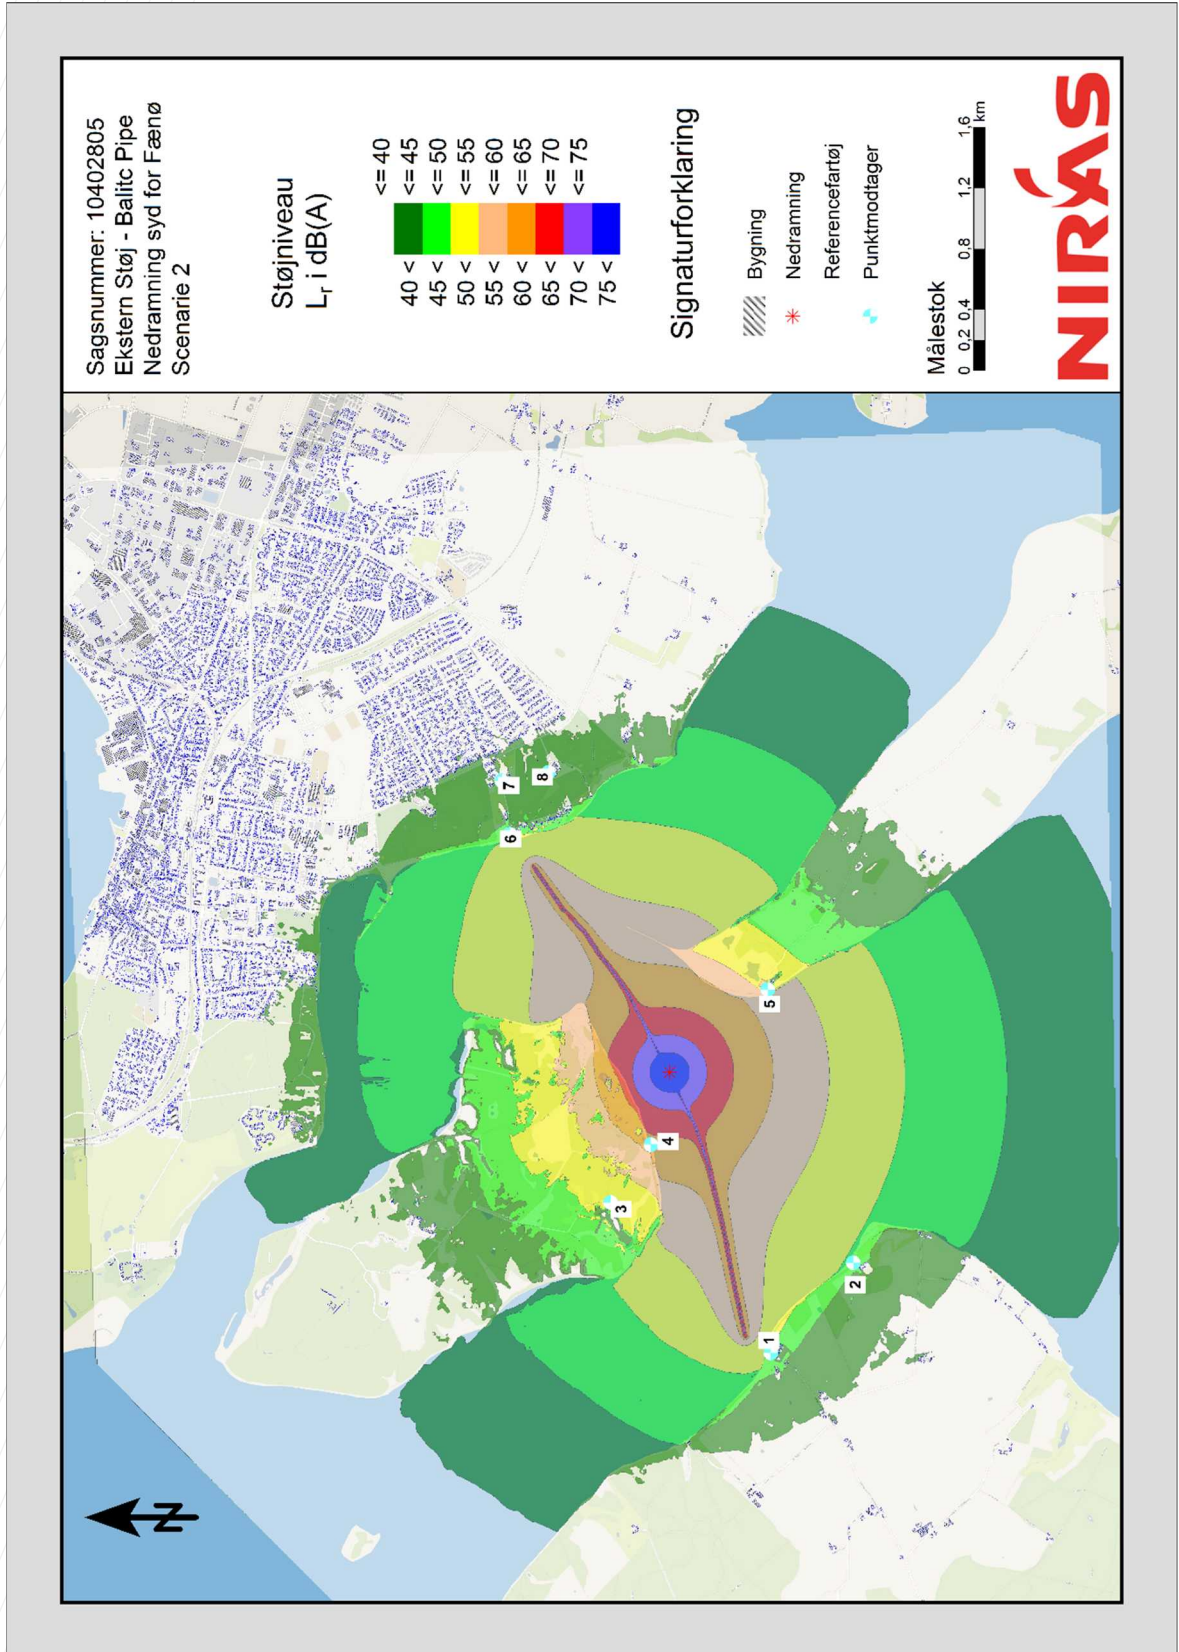 Sagsnummer: 10402805
Ekstern Støj - Balitc Pipe
Nedramning syd for Fænø
Scenarie 2
Støjniveau
Lr i dB(A)
<= 40
40 < <= 45
45 < <= 50
50 < <= 55
55 < <= 60
60 < <= 65
65 < <= 70
70 < <= 75
75 <
Signaturforklaring
Bygning
Nedramning
Referencefartøj
Punktmodtager
Målestok
0 0,2 0,4 0,8 1,2 1,6
km
NIRAS
N
1
2
3
4
5
6
7
8